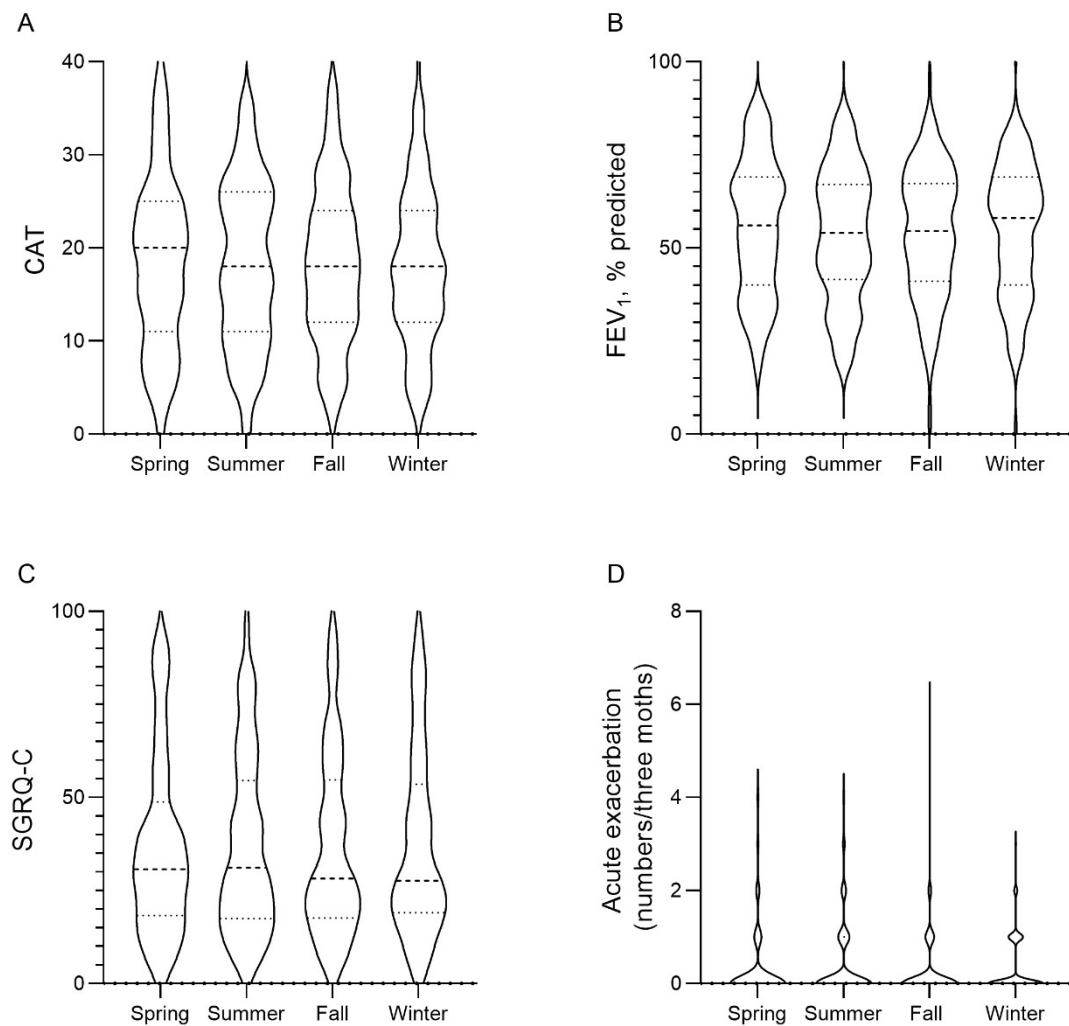 A
40
30
20
10
0
CAT
Spring Summer Fall Winter
B
100
50
0
FEV₁, % predicted
Spring Summer Fall Winter
C
100
50
0
SGRQ-C
Spring Summer Fall Winter
D
8
6
4
2
0
Acute exacerbation
(numbers/three moths)
Spring Summer Fall Winter